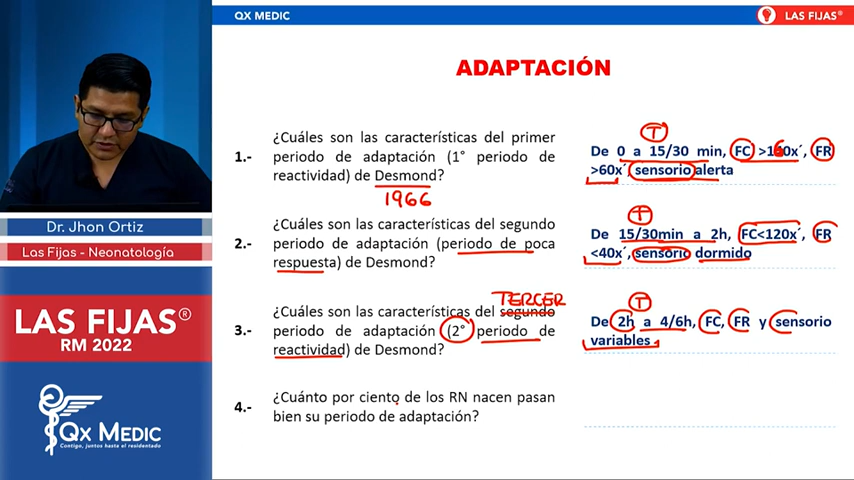 QX MEDIC
LAS FIJAS®
ADAPTACIÓN
1.-
¿Cuáles son las características del primer
periodo de adaptación (1° periodo de
reactividad) de Desmond?
1966
T
De 0 a 15/30 min, FC >160x´, FR
>60x´, sensorio alerta
2.-
¿Cuáles son las características del segundo
periodo de adaptación (periodo de poca
respuesta) de Desmond?
T
De 15/30min a 2h, FC<120x´, FR
<40x´, sensorio dormido
TERCER
3.-
¿Cuáles son las características del segundo
periodo de adaptación (2° periodo de
reactividad) de Desmond?
T
De 2h a 4/6h, FC, FR y sensorio
variables.
4.-
¿Cuánto por ciento de los RN nacen pasan
bien su periodo de adaptación?
Dr. Jhon Ortiz
Las Fijas - Neonatología
LAS FIJAS®
RM 2022
QX MEDIC
Contigo, juntos hasta el residentado